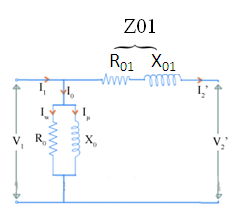 Z01
R01 X01
I1 I0 I2'
Iw Iμ
V1 R0 X0 V2'